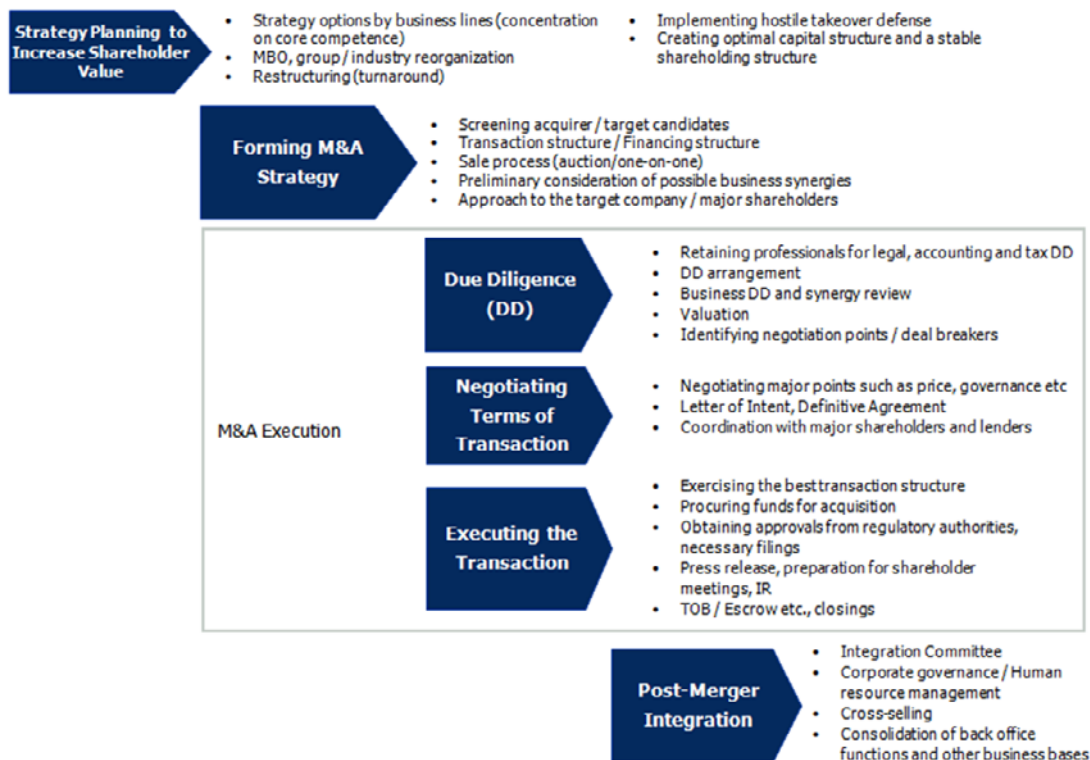 Strategy Planning to
Increase Shareholder
Value
• Strategy options by business lines (concentration
on core competence)
• MBO, group / industry reorganization
• Restructuring (turnaround)
• Implementing hostile takeover defense
• Creating optimal capital structure and a stable
shareholding structure
Forming M&A
Strategy
• Screening acquirer / target candidates
• Transaction structure / Financing structure
• Sale process (auction/one-on-one)
• Preliminary consideration of possible business synergies
• Approach to the target company / major shareholders
M&A Execution
Due Diligence
(DD)
• Retaining professionals for legal, accounting and tax DD
• DD arrangement
• Business DD and synergy review
• Valuation
• Identifying negotiation points / deal breakers
Negotiating
Terms of
Transaction
• Negotiating major points such as price, governance etc
• Letter of Intent, Definitive Agreement
• Coordination with major shareholders and lenders
Executing the
Transaction
• Exercising the best transaction structure
• Procuring funds for acquisition
• Obtaining approvals from regulatory authorities,
necessary filings
• Press release, preparation for shareholder
meetings, IR
• TOB / Escrow etc., closings
Post-Merger
Integration
• Integration Committee
• Corporate governance / Human
resource management
• Cross-selling
• Consolidation of back office
functions and other business bases